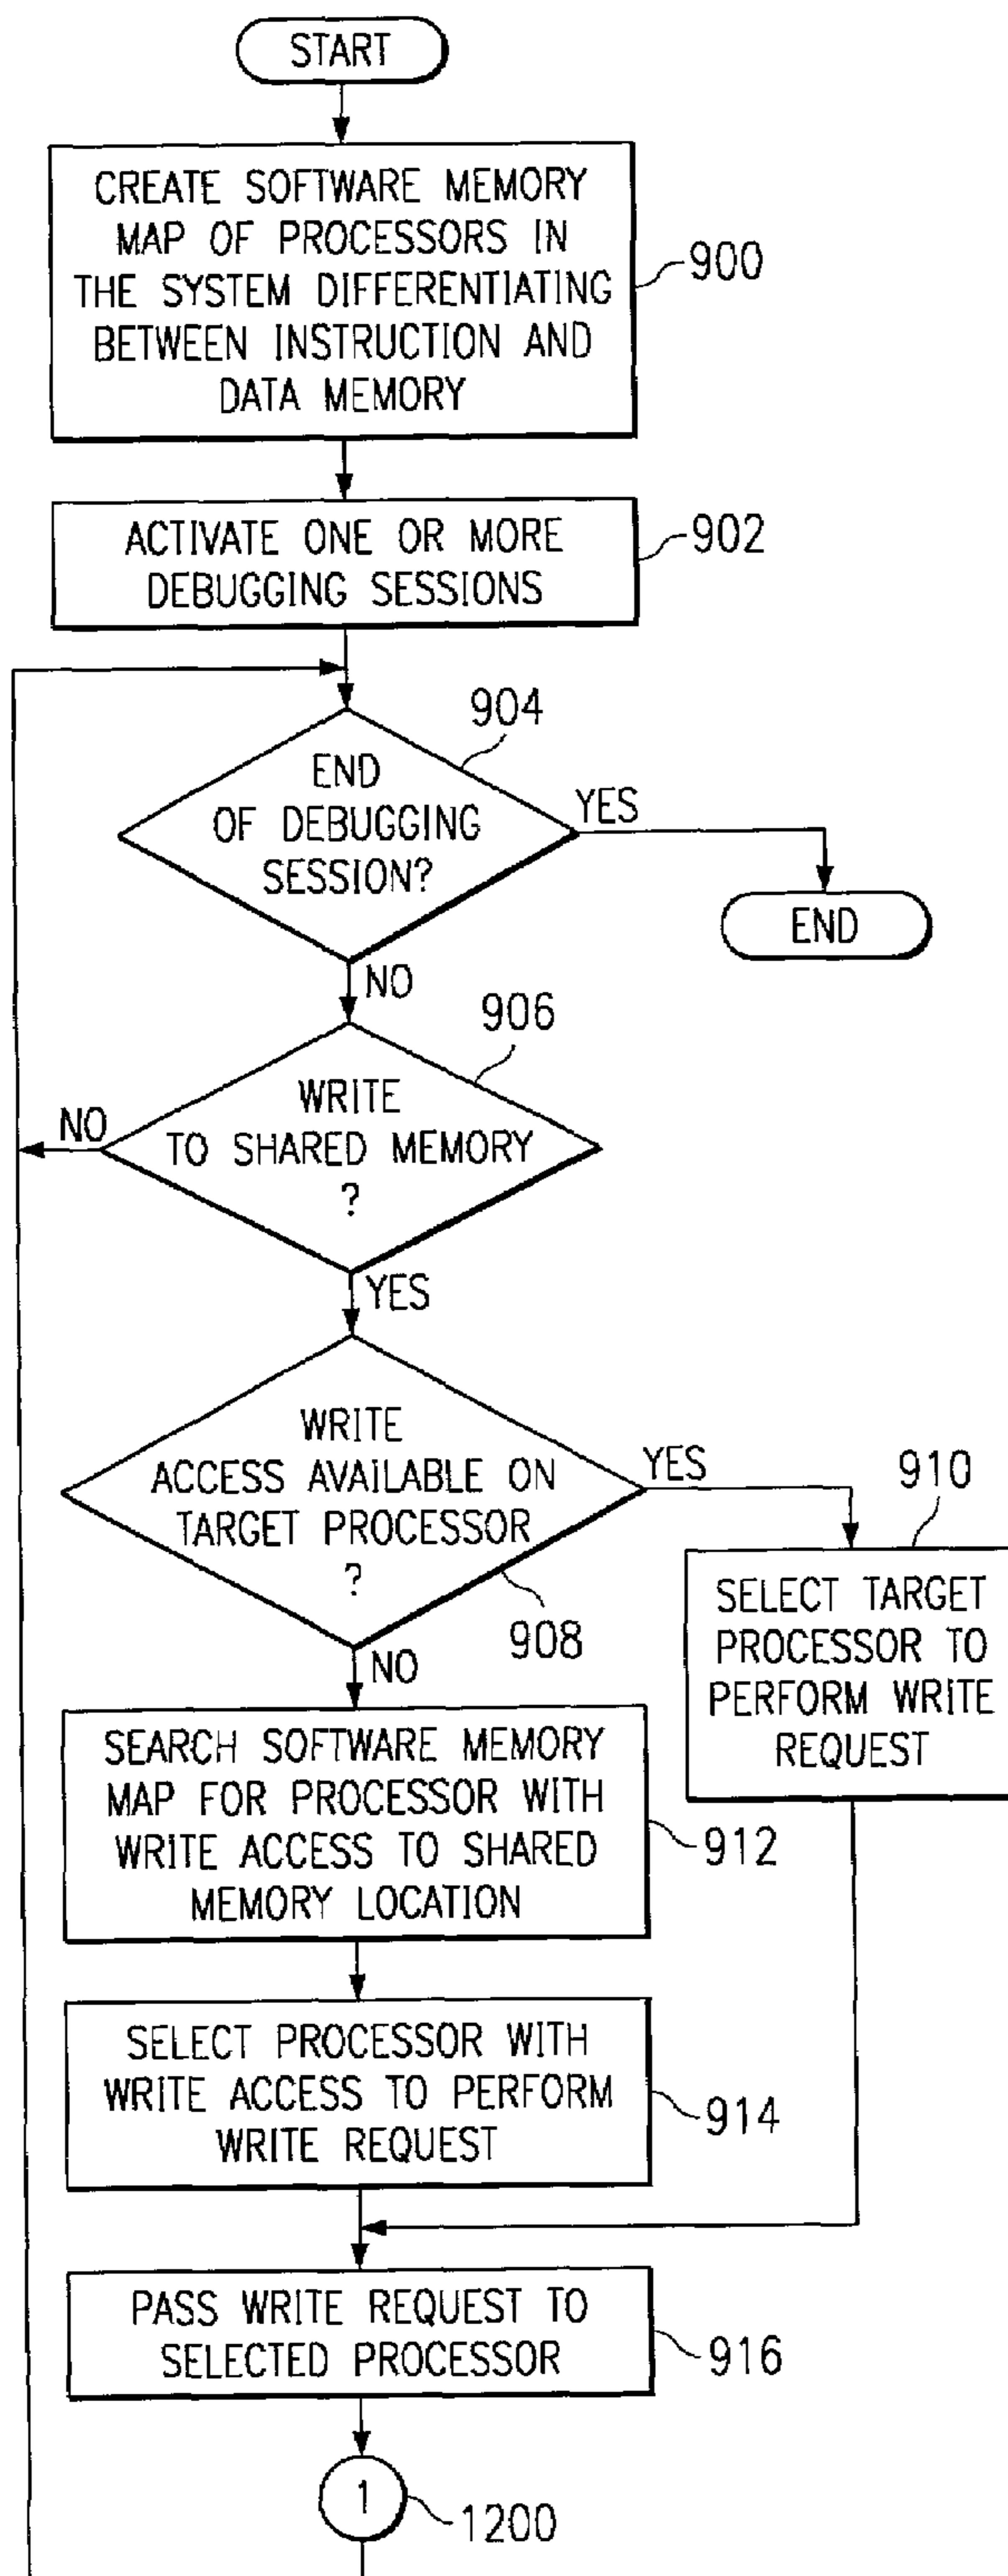 START
CREATE SOFTWARE MEMORY
MAP OF PROCESSORS IN
THE SYSTEM DIFFERENTIATING
BETWEEN INSTRUCTION AND
DATA MEMORY
900
ACTIVATE ONE OR MORE
DEBUGGING SESSIONS
902
904
END
OF DEBUGGING
SESSION?
YES
END
NO
906
WRITE
TO SHARED MEMORY
?
NO
YES
WRITE
ACCESS AVAILABLE ON
TARGET PROCESSOR
?
YES
908
NO
910
SELECT TARGET
PROCESSOR TO
PERFORM WRITE
REQUEST
SEARCH SOFTWARE MEMORY
MAP FOR PROCESSOR WITH
WRITE ACCESS TO SHARED
MEMORY LOCATION
912
SELECT PROCESSOR WITH
WRITE ACCESS TO PERFORM
WRITE REQUEST
914
PASS WRITE REQUEST TO
SELECTED PROCESSOR
916
1
1200